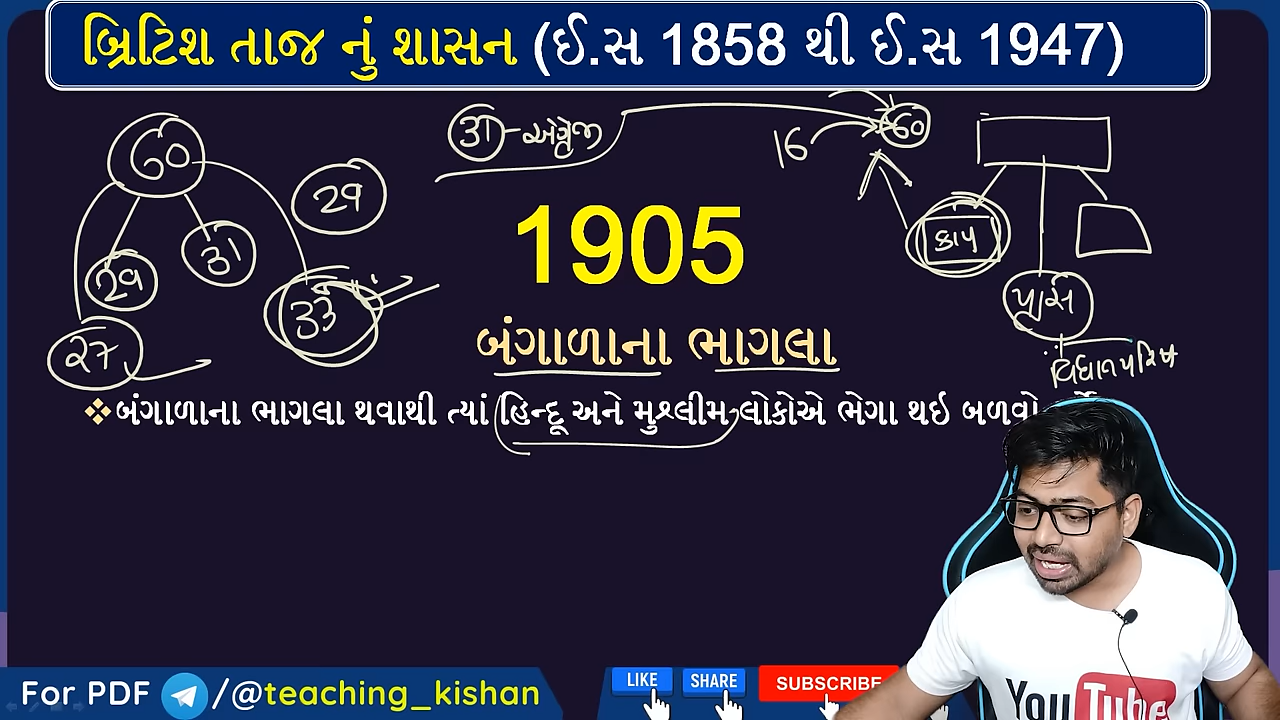 બ્રિટિશ તાજ નું શાસન (ઈ.સ 1858 થી ઈ.સ 1947)
60
29
31
33
27
29
31 - અંગ્રેજી
16
60
કાપ
પ્રાસ
વિધાનપરિષ
1905
બંગાળાના ભાગલા
❖બંગાળાના ભાગલા થવાથી ત્યાં હિન્દૂ અને મુશ્લીમ લોકોએ ભેગા થઇ બળવો
For PDF /@teaching_kishan
LIKE
SHARE
SUBSCRIBE
YouTube